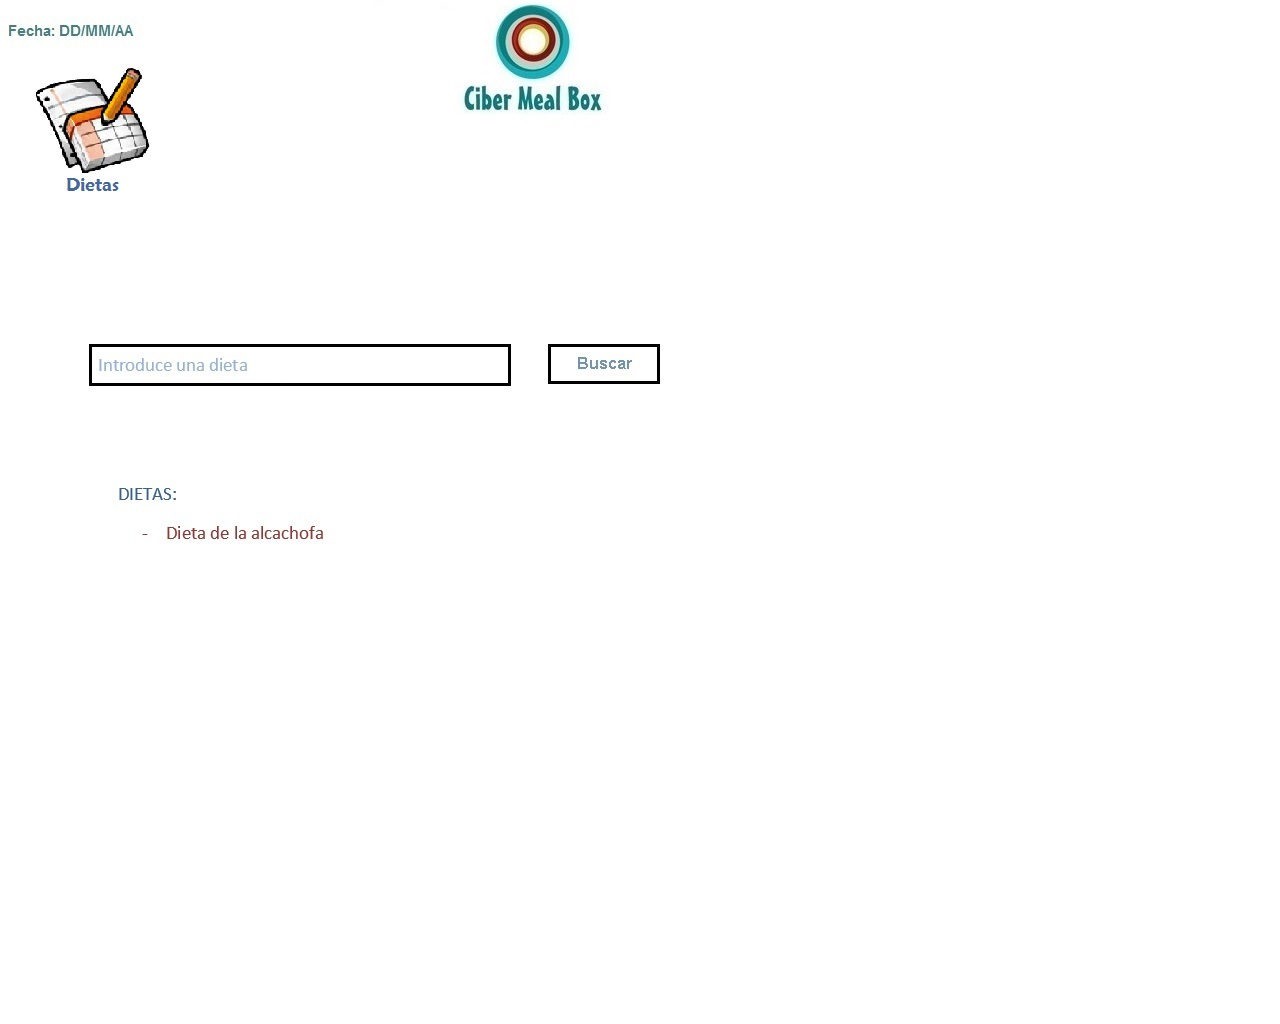 Fecha: DD/MM/AA
Ciber Meal Box
Dietas
Introduce una dieta
Buscar
DIETAS:
- Dieta de la alcachofa